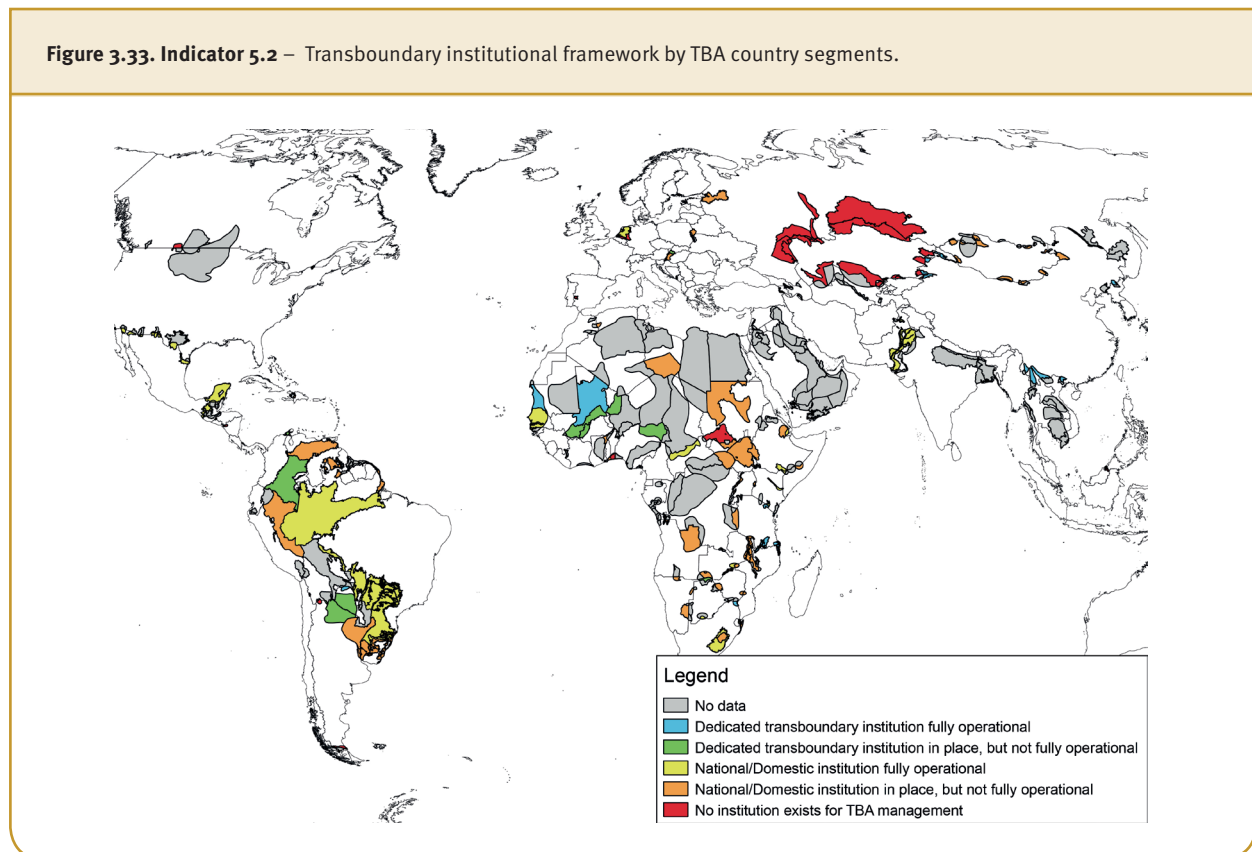 Figure 3.33. Indicator 5.2 – Transboundary institutional framework by TBA country segments.
Legend
No data
Dedicated transboundary institution fully operational
Dedicated transboundary institution in place, but not fully operational
National/Domestic institution fully operational
National/Domestic institution in place, but not fully operational
No institution exists for TBA management